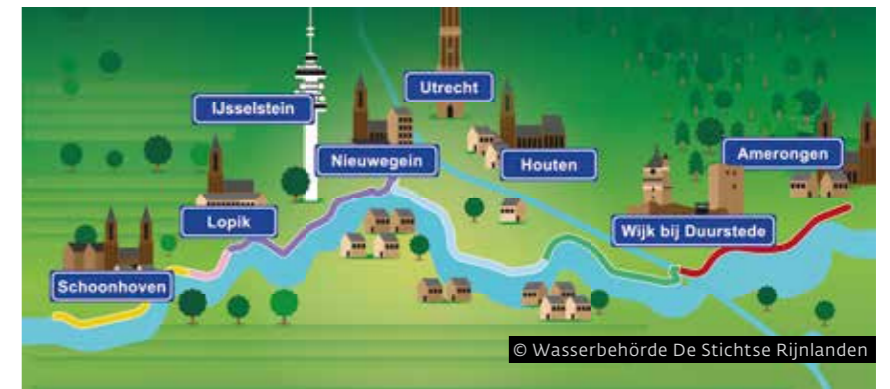 Utrecht
IJsselstein
Nieuwegein
Houten
Amerongen
Lopik
Wijk bij Duurstede
Schoonhoven
© Wasserbehörde De Stichtse Rijnlanden